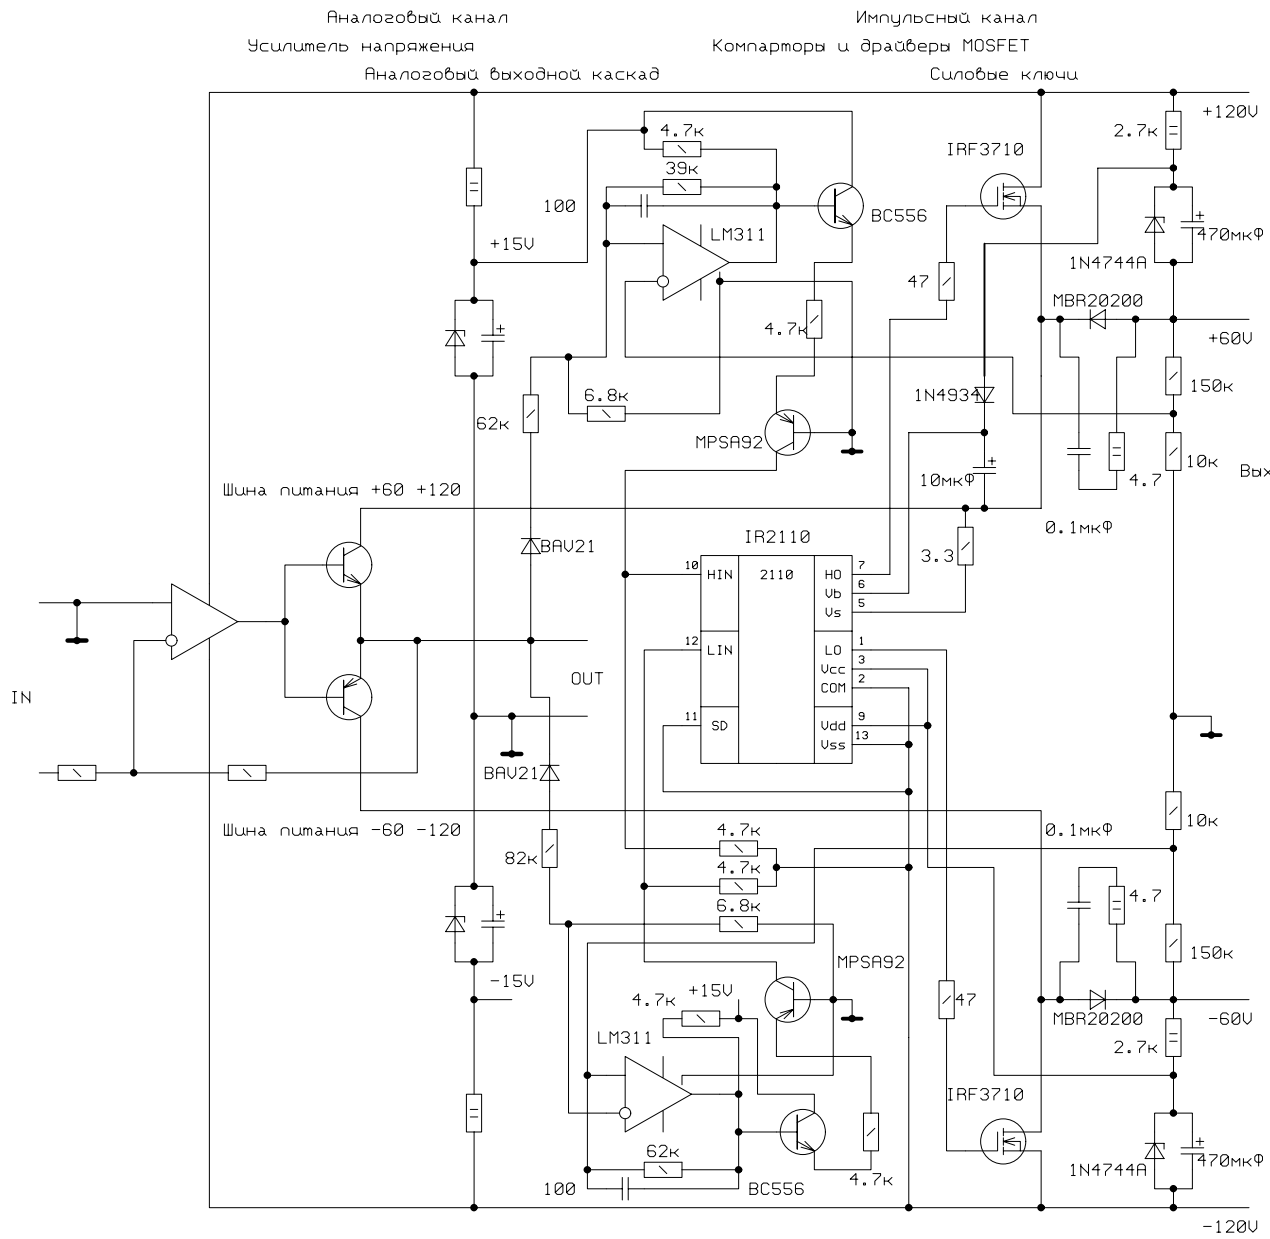 Аналоговый канал
Импульсный канал
Усилитель напряжения
Компарторы и драйверы MOSFET
Аналоговый выходной каскад
Силовые ключи
+120V
4.7к
2.7к
IRF3710
39к
100
BC556
LM311
+15V
470мкФ
1N4744A
47
MBR20200
4.7к
+60V
150к
6.8к
1N4934
62к
MPSA92
10к
Вых
10мкФ
4.7
Шина питания +60 +120
0.1мкФ
IR2110
BAV21
3.3
10
HIN
2110
HO
7
Vb
6
Vs
5
12
LIN
LO
1
Vcc
3
COM
2
OUT
IN
11
SD
Vdd
9
Vss
13
BAV21
Шина питания -60 -120
4.7к
0.1мкФ
10к
82к
4.7к
6.8к
4.7
150к
MPSA92
-15V
+15V
4.7к
47
MBR20200
-60V
LM311
2.7к
IRF3710
62к
1N4744A
470мкФ
100
BC556
4.7к
-120V